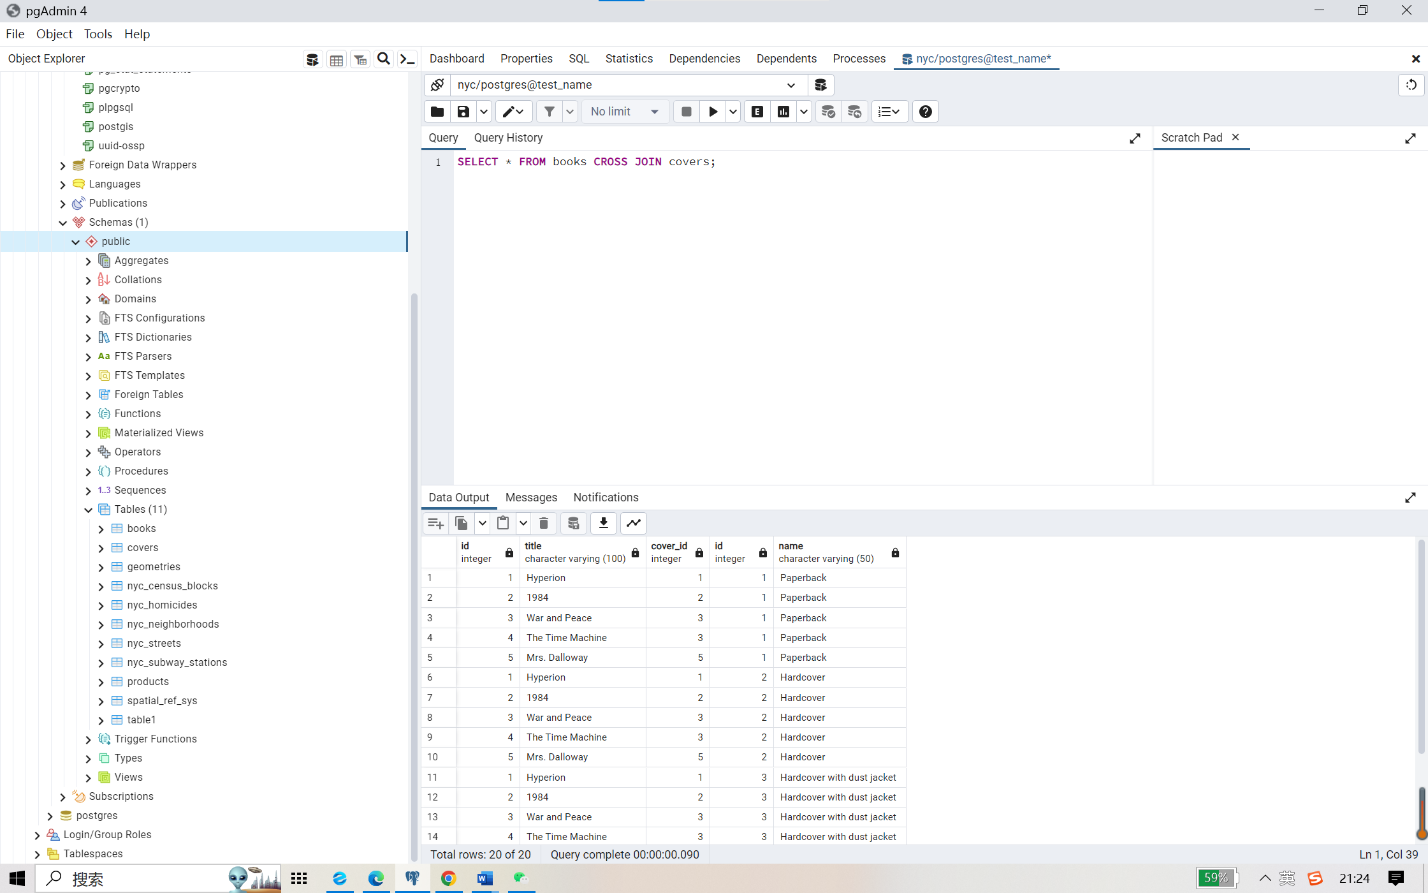 pgAdmin 4
File Object Tools Help
Object Explorer
Dashboard Properties SQL Statistics Dependencies Dependents Processes nyc/postgres@test_name*
nyc/postgres@test_name
No limit
E
Query Query History
Scratch Pad
1 SELECT * FROM books CROSS JOIN covers;
pg_stat_statements
pgcrypto
plpgsql
postgis
uuid-ossp
Foreign Data Wrappers
Languages
Publications
Schemas (1)
public
Aggregates
Collations
Domains
FTS Configurations
FTS Dictionaries
Aa FTS Parsers
FTS Templates
Foreign Tables
Functions
Materialized Views
Operators
Procedures
1..3 Sequences
Tables (11)
books
covers
geometries
nyc_census_blocks
nyc_homicides
nyc_neighborhoods
nyc_streets
nyc_subway_stations
products
spatial_ref_sys
table1
Trigger Functions
Types
Views
Subscriptions
postgres
Login/Group Roles
Tablespaces
Data Output Messages Notifications
id title cover_id id name
integer character varying (100) integer integer character varying (50)
1 1 Hyperion 1 1 Paperback
2 2 1984 2 1 Paperback
3 3 War and Peace 3 1 Paperback
4 4 The Time Machine 3 1 Paperback
5 5 Mrs. Dalloway 5 1 Paperback
6 1 Hyperion 1 2 Hardcover
7 2 1984 2 2 Hardcover
8 3 War and Peace 3 2 Hardcover
9 4 The Time Machine 3 2 Hardcover
10 5 Mrs. Dalloway 5 2 Hardcover
11 1 Hyperion 1 3 Hardcover with dust jacket
12 2 1984 2 3 Hardcover with dust jacket
13 3 War and Peace 3 3 Hardcover with dust jacket
14 4 The Time Machine 3 3 Hardcover with dust jacket
Total rows: 20 of 20 Query complete 00:00:00.090
Ln 1, Col 39
搜索
59%
英
21:24